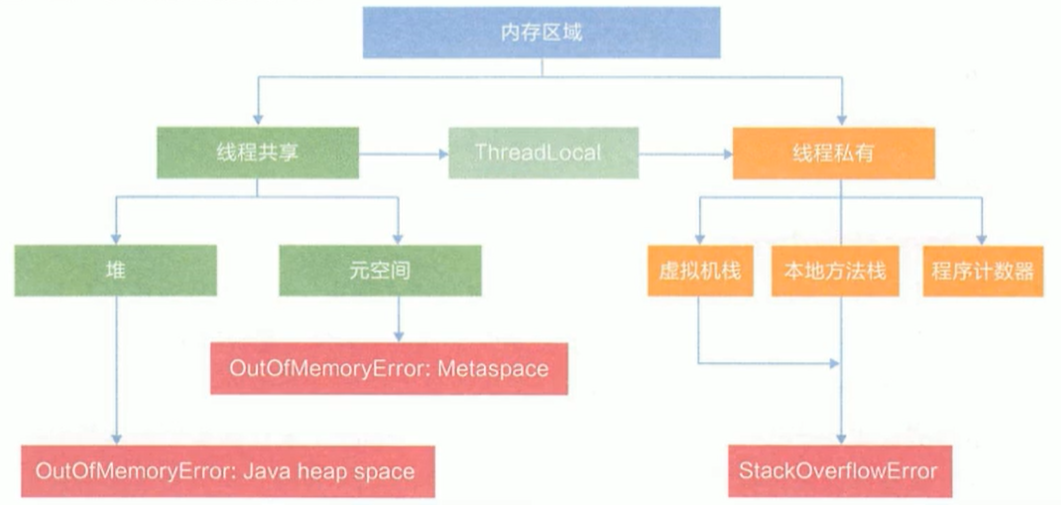 内存区域
线程共享
ThreadLocal
线程私有
堆
元空间
虚拟机栈
本地方法栈
程序计数器
OutOfMemoryError: Metaspace
OutOfMemoryError: Java heap space
StackOverflowError